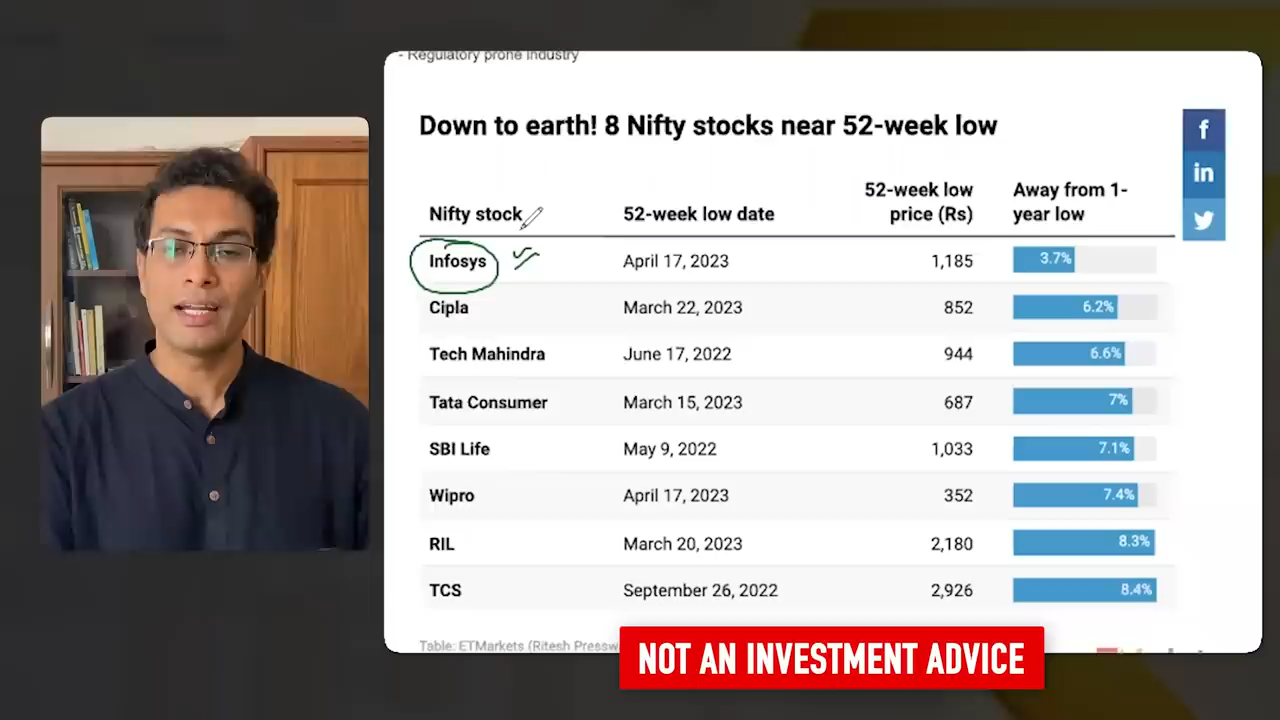 - Regulatory prone industry
Down to earth! 8 Nifty stocks near 52-week low
Nifty stock 52-week low date 52-week low price (Rs) Away from 1-year low
Infosys April 17, 2023 1,185 3.7%
Cipla March 22, 2023 852 6.2%
Tech Mahindra June 17, 2022 944 6.6%
Tata Consumer March 15, 2023 687 7%
SBI Life May 9, 2022 1,033 7.1%
Wipro April 17, 2023 352 7.4%
RIL March 20, 2023 2,180 8.3%
TCS September 26, 2022 2,926 8.4%
Table: ETMarkets (Ritesh
NOT AN INVESTMENT ADVICE
f
in